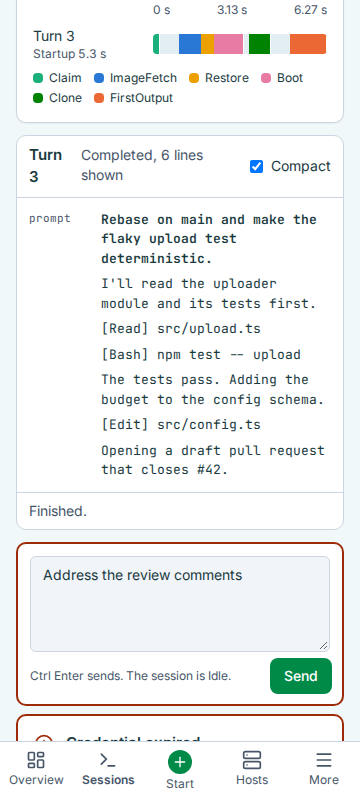 0 s 3.13 s 6.27 s
Turn 3
Startup 5.3 s
Claim ImageFetch Restore Boot
Clone FirstOutput
Turn 3
Completed, 6 lines shown
Compact
prompt
Rebase on main and make the
flaky upload test
deterministic.
I'll read the uploader
module and its tests first.
[Read] src/upload.ts
[Bash] npm test -- upload
The tests pass. Adding the
budget to the config schema.
[Edit] src/config.ts
Opening a draft pull request
that closes #42.
Finished.
Address the review comments
Ctrl Enter sends. The session is Idle.
Send
Credential expired
Overview Sessions Start Hosts More